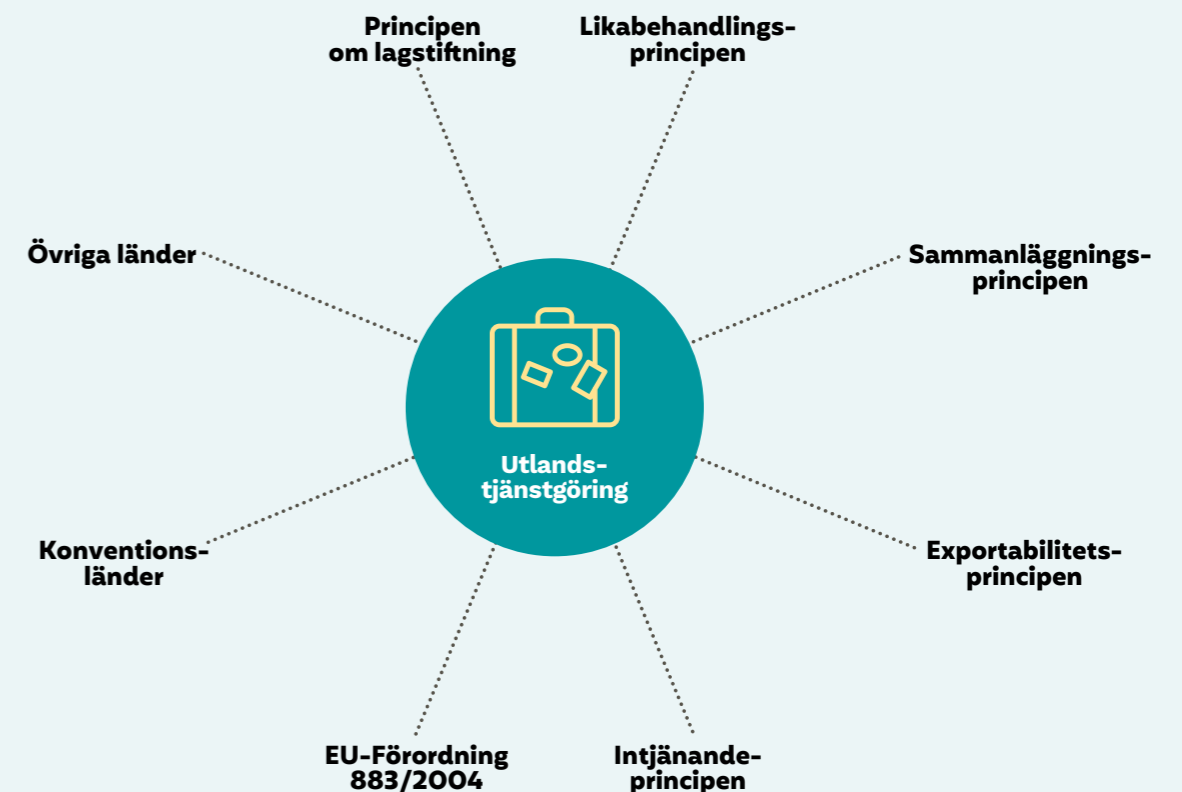 Principen
om lagstiftning
Likabehandlings-
principen
Övriga länder
Sammanläggnings-
principen
Utlands-
tjänstgöring
Konventions-
länder
Exportabilitets-
principen
EU-Förordning
883/2004
Intjänande-
principen